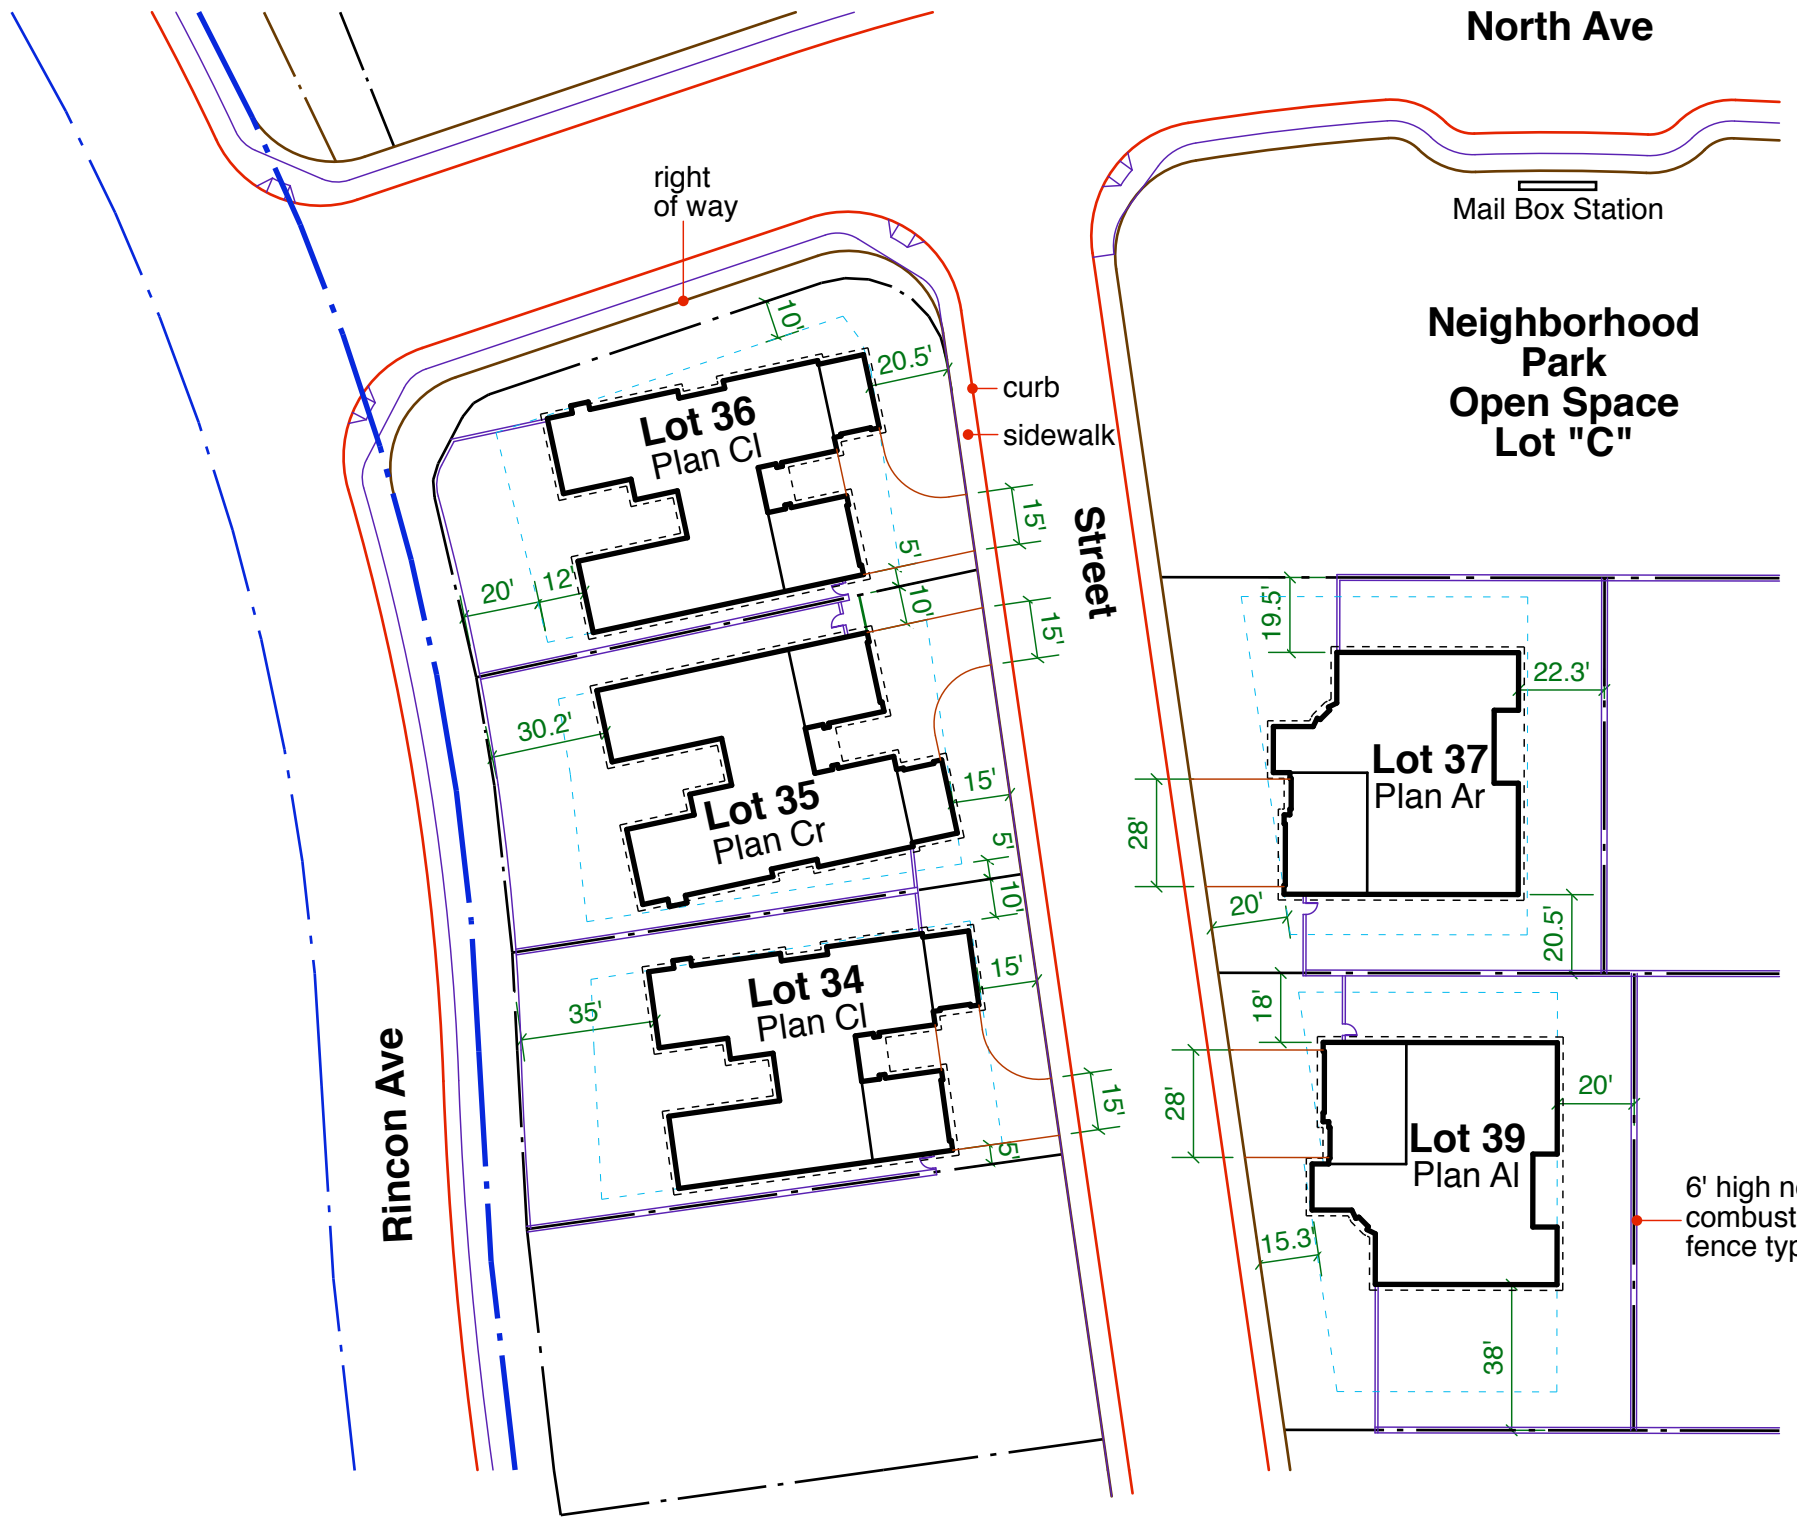 North Ave
Mail Box Station
right
of way
Neighborhood
Park
Open Space
Lot "C"
10'
20.5'
curb
sidewalk
Lot 36
Plan Cl
15'
Street
5'
20'
12'
10'
15'
19.5'
22.3'
30.2'
Lot 37
Plan Ar
Lot 35
Plan Cr
15'
28'
5'
10'
20'
20.5'
Lot 34
Plan Cl
15'
35'
18'
Rincon Ave
15'
28'
20'
5'
Lot 39
Plan Al
6' high
combust
fence typ
15.3'
38'